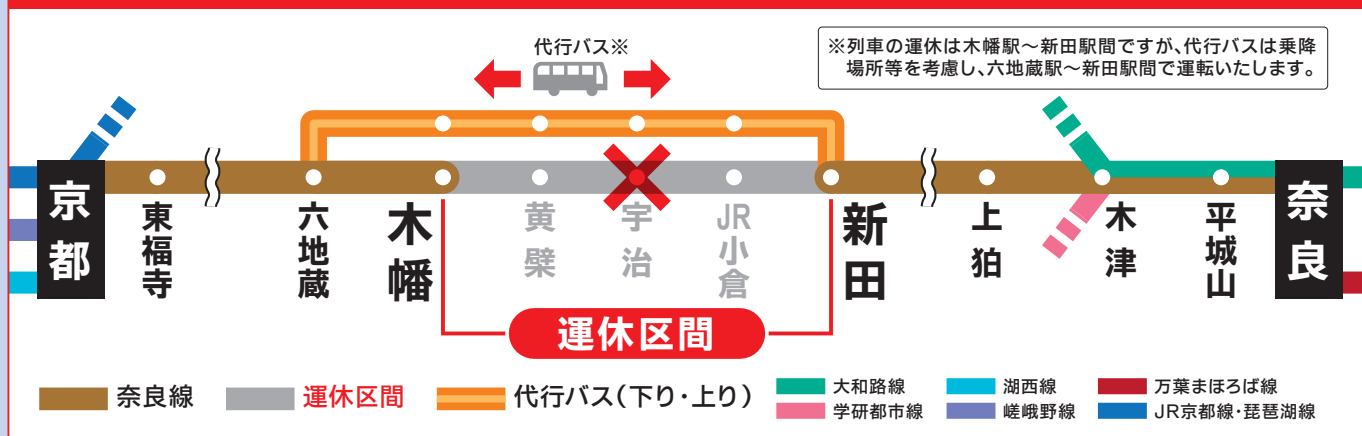 代行バス※
※列車の運休は木幡駅～新田駅間ですが、代行バスは乗降
場所等を考慮し、六地蔵駅～新田駅間で運転いたします。
京都
東福寺
六地蔵
木幡
黄檗
宇治
JR小倉
新田
上狛
木津
平城山
奈良
運休区間
奈良線
運休区間
代行バス(下り・上り)
大和路線
湖西線
万葉まほろば線
学研都市線
嵯峨野線
JR京都線・琵琶湖線